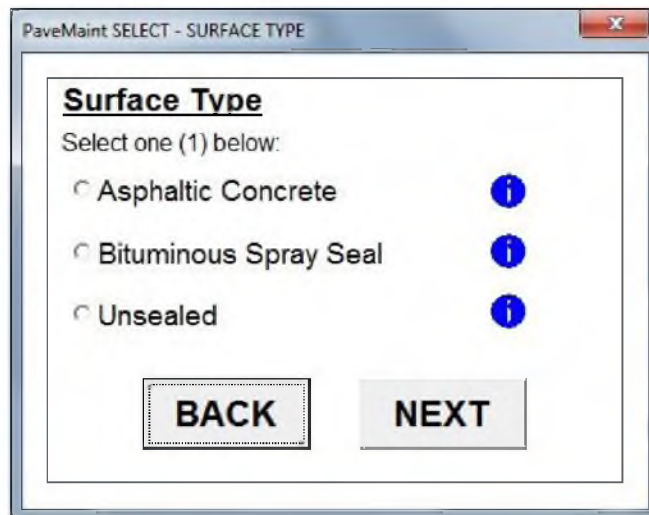 PaveMaint SELECT - SURFACE TYPE
Surface Type
Select one (1) below:
Asphaltic Concrete
Bituminous Spray Seal
Unsealed
BACK NEXT